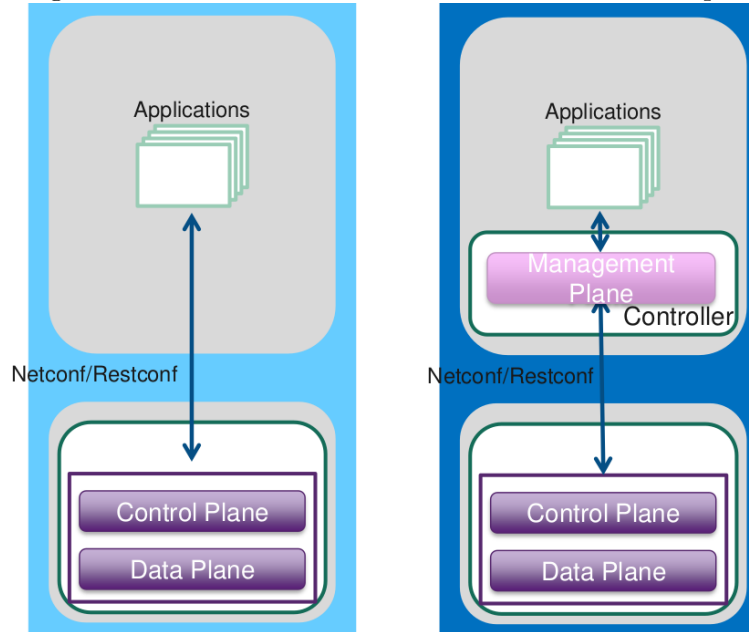 Applications
Netconf/Restconf
Control Plane
Data Plane
Applications
Management
Plane
Controller
Netconf/Restconf
Control Plane
Data Plane